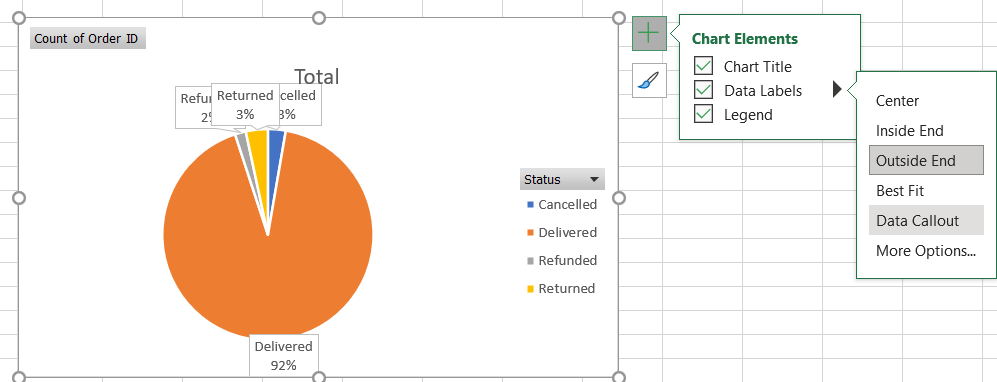 Count of Order ID
Total
Returned
3%
3%
Status
Cancelled
Delivered
Refunded
Returned
Delivered
92%
Chart Elements
Chart Title
Data Labels
Legend
Center
Inside End
Outside End
Best Fit
Data Callout
More Options...